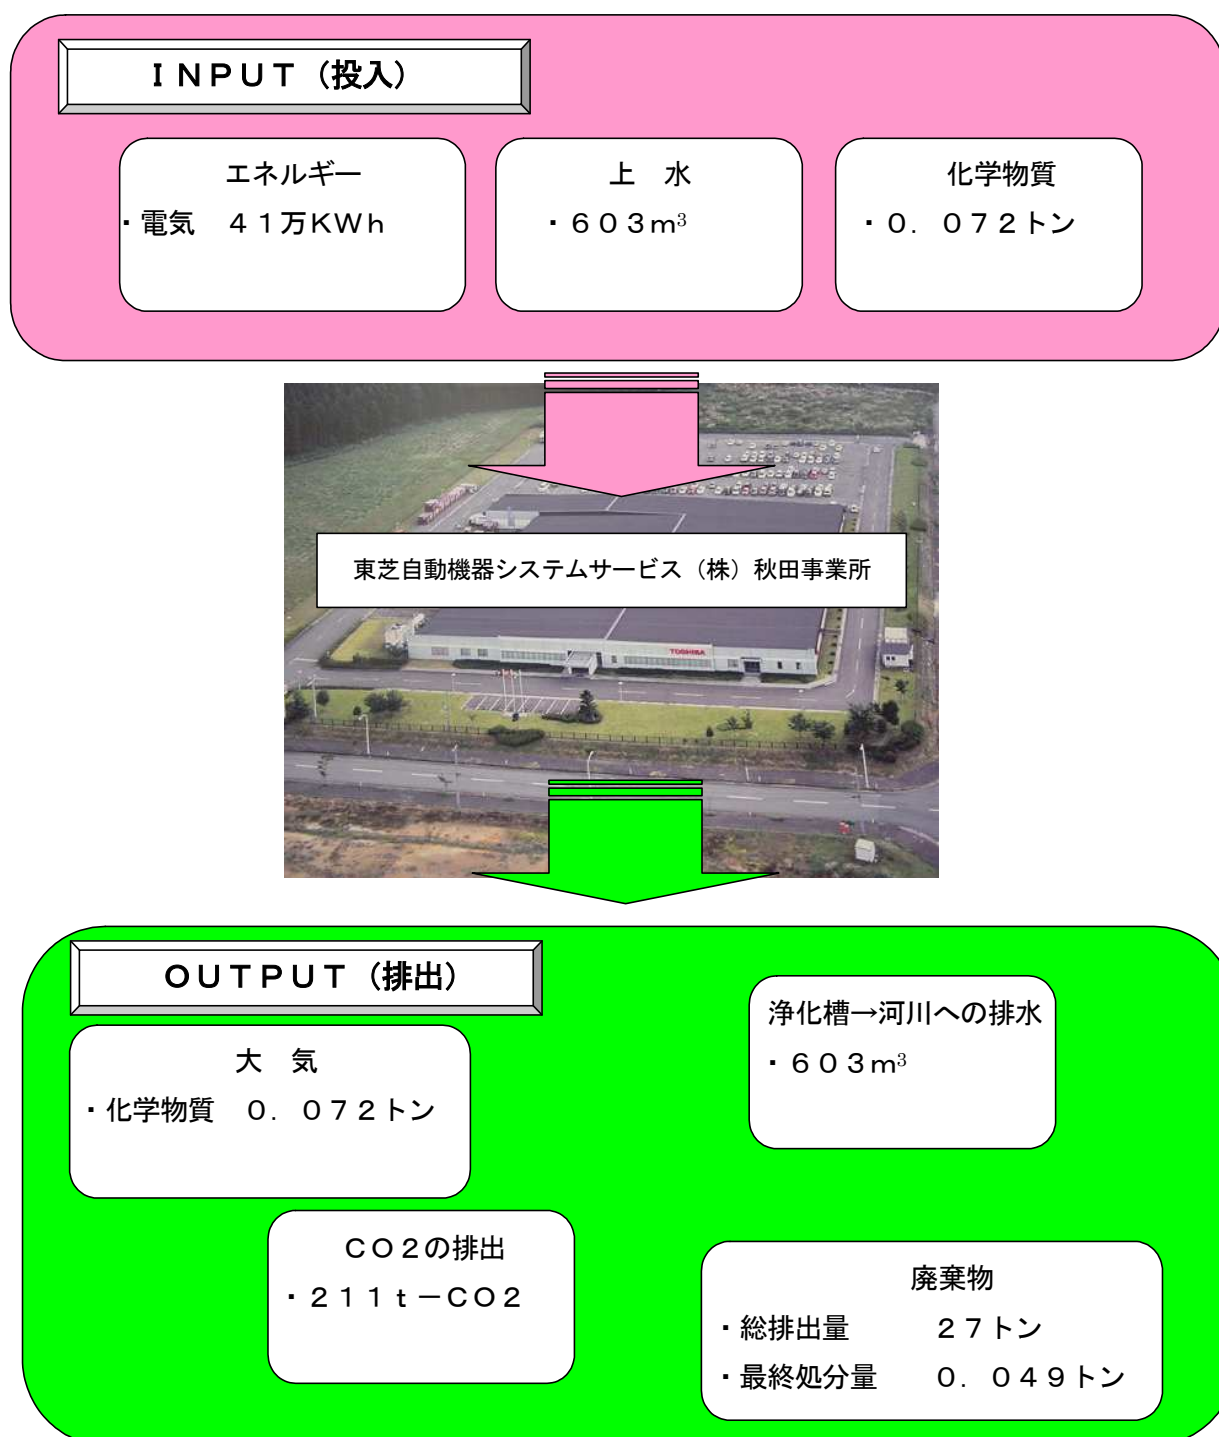 ＩＮＰＵＴ（投入）
エネルギー
・電気　４１万KWｈ
上　水
・６０３ｍ³
化学物質
・０．０７２トン
東芝自動機器システムサービス（株）秋田事業所
TOSHIBA
ＯＵＴＰＵＴ（排出）
浄化槽→河川への排水
・６０３ｍ³
大　気
・化学物質　０．０７２トン
ＣＯ２の排出
・２１１ｔ－ＣＯ２
廃棄物
・総排出量　　　２７トン
・最終処分量　　０．０４９トン